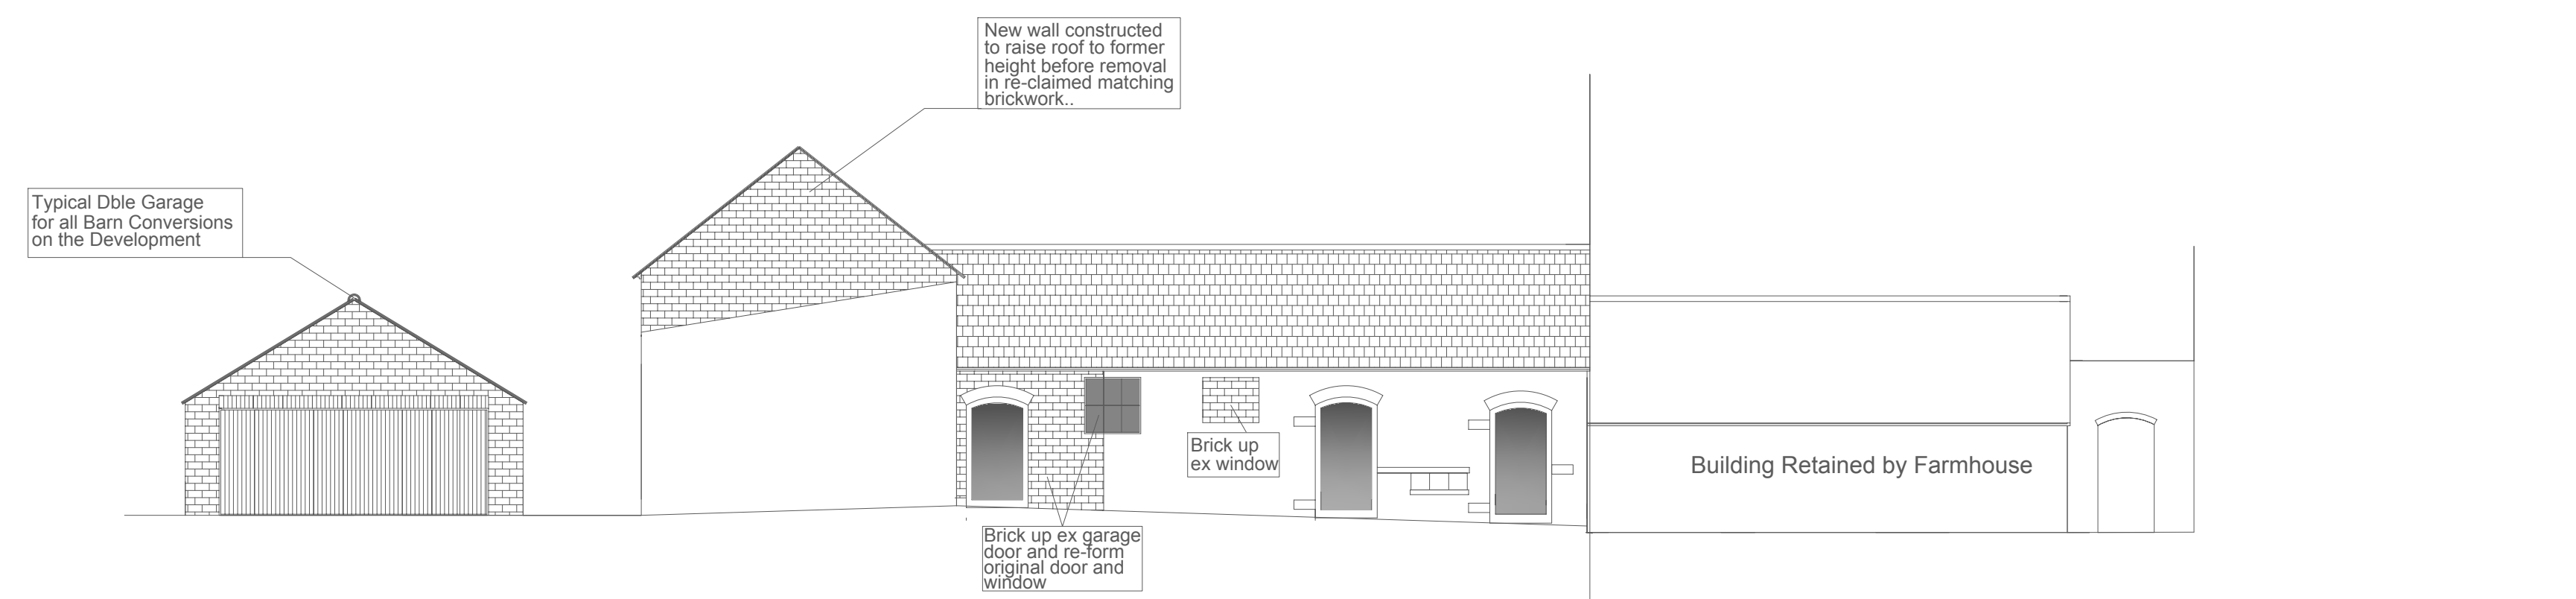 New wall constructed
to raise roof to former
height before removal
in re-claimed matching
brickwork..
Typical Dble Garage
for all Barn Conversions
on the Development
Brick up
ex window
Building Retained by Farmhouse
Brick up ex garage
door and re-form
original door and
window